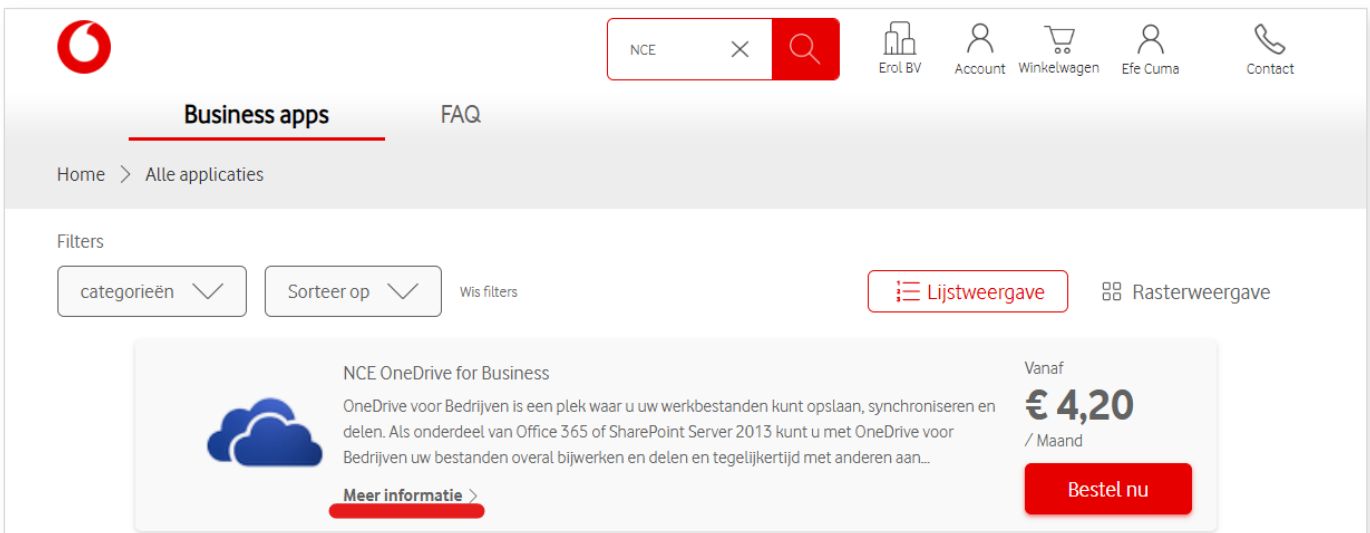 NCE
Erol BV
Account
Winkelwagen
Efe Cuma
Contact
Business apps
FAQ
Home > Alle applicaties
Filters
categorieën
Sorteer op
Wis filters
Lijstweergave
Rasterweergave
NCE OneDrive for Business
OneDrive voor Bedrijven is een plek waar u uw werkbestanden kunt opslaan, synchroniseren en
delen. Als onderdeel van Office 365 of SharePoint Server 2013 kunt u met OneDrive voor
Bedrijven uw bestanden overal bijwerken en delen en tegelijkertijd met anderen aan...
Meer informatie >
Vanaf
€ 4,20
/ Maand
Bestel nu